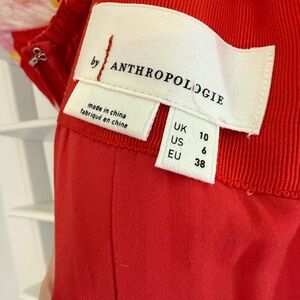 by ANTHROPOLOGIE
made in china
fabriqué en chine
UK 10
US 6
EU 38